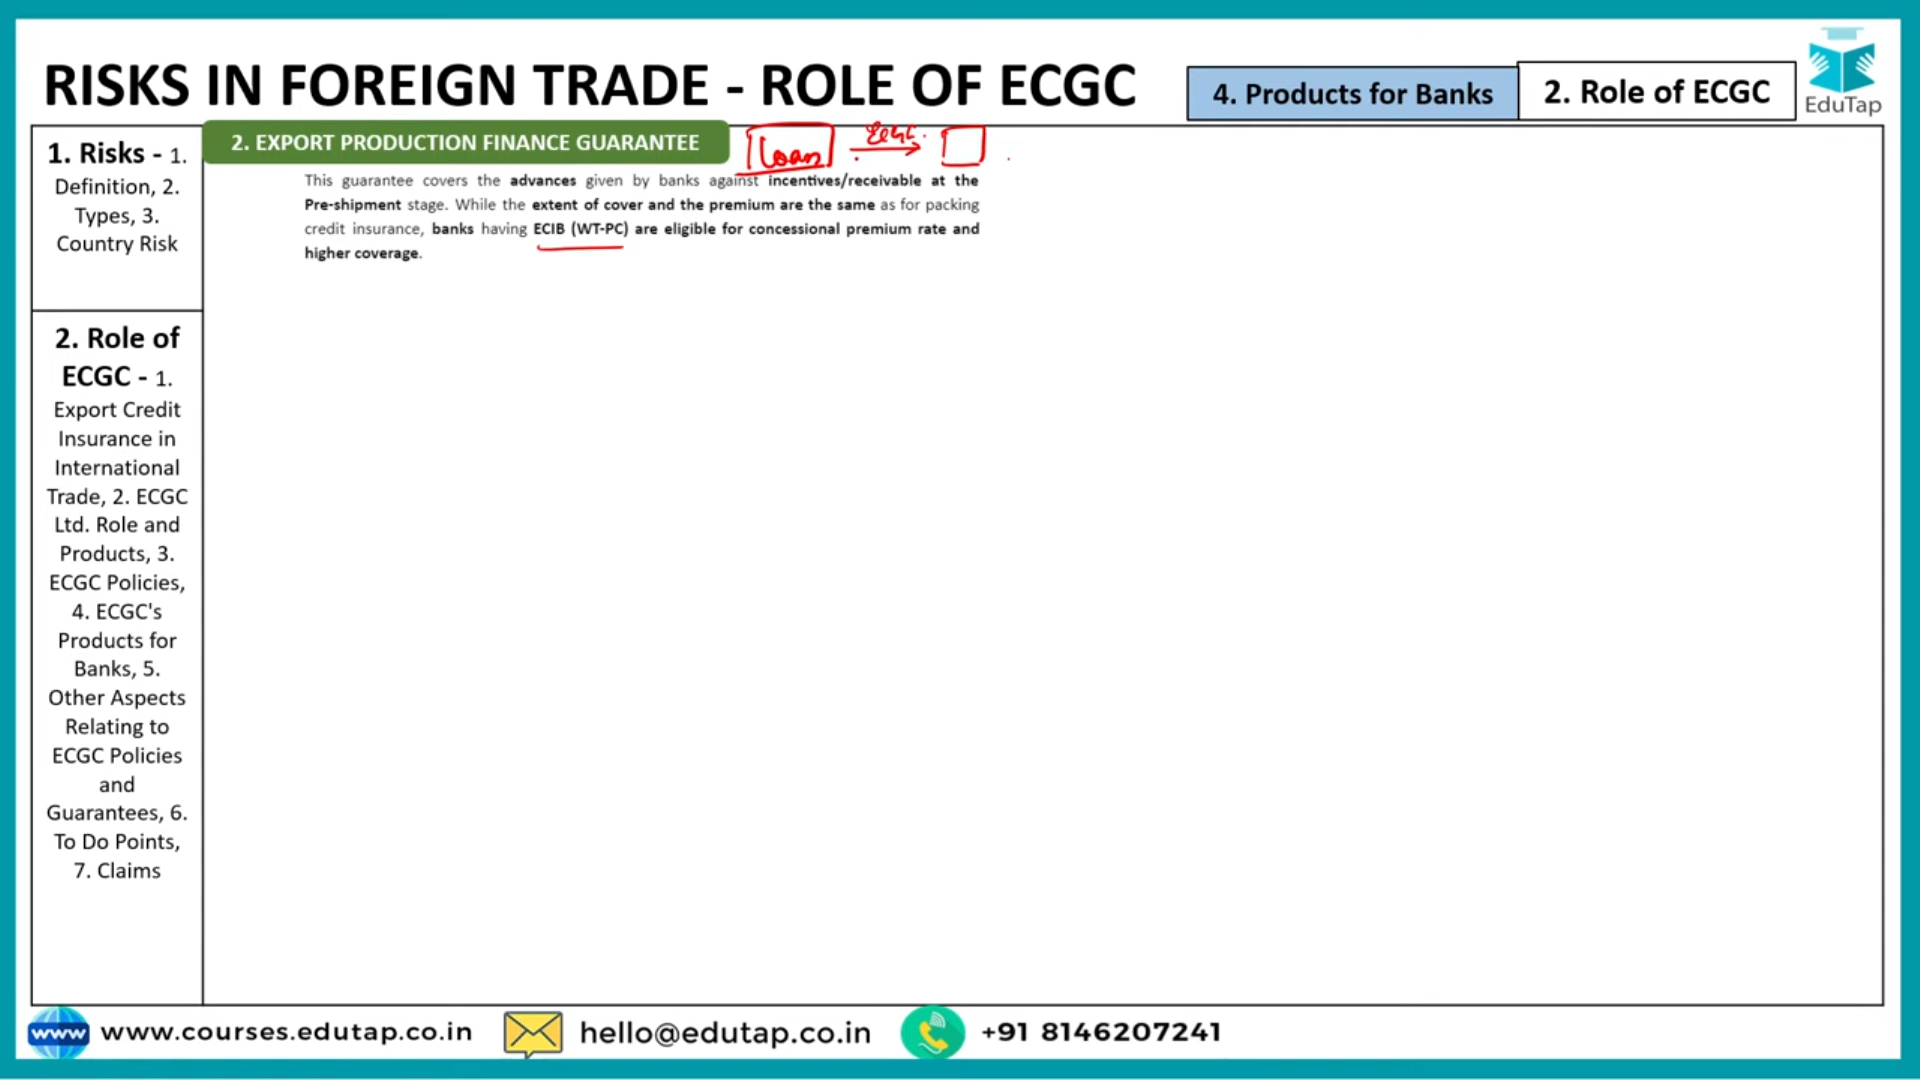 RISKS IN FOREIGN TRADE - ROLE OF ECGC
4. Products for Banks
2. Role of ECGC
EduTap
1. Risks - 1.
Definition, 2.
Types, 3.
Country Risk
2. Role of
ECGC - 1.
Export Credit
Insurance in
International
Trade, 2. ECGC
Ltd. Role and
Products, 3.
ECGC Policies,
4. ECGC's
Products for
Banks, 5.
Other Aspects
Relating to
ECGC Policies
and
Guarantees, 6.
To Do Points,
7. Claims
2. EXPORT PRODUCTION FINANCE GUARANTEE
Loan
ECGC
This guarantee covers the advances given by banks against incentives/receivable at the
Pre-shipment stage. While the extent of cover and the premium are the same as for packing
credit insurance, banks having ECIB (WT-PC) are eligible for concessional premium rate and
higher coverage.
www
www.courses.edutap.co.in
hello@edutap.co.in
+91 8146207241